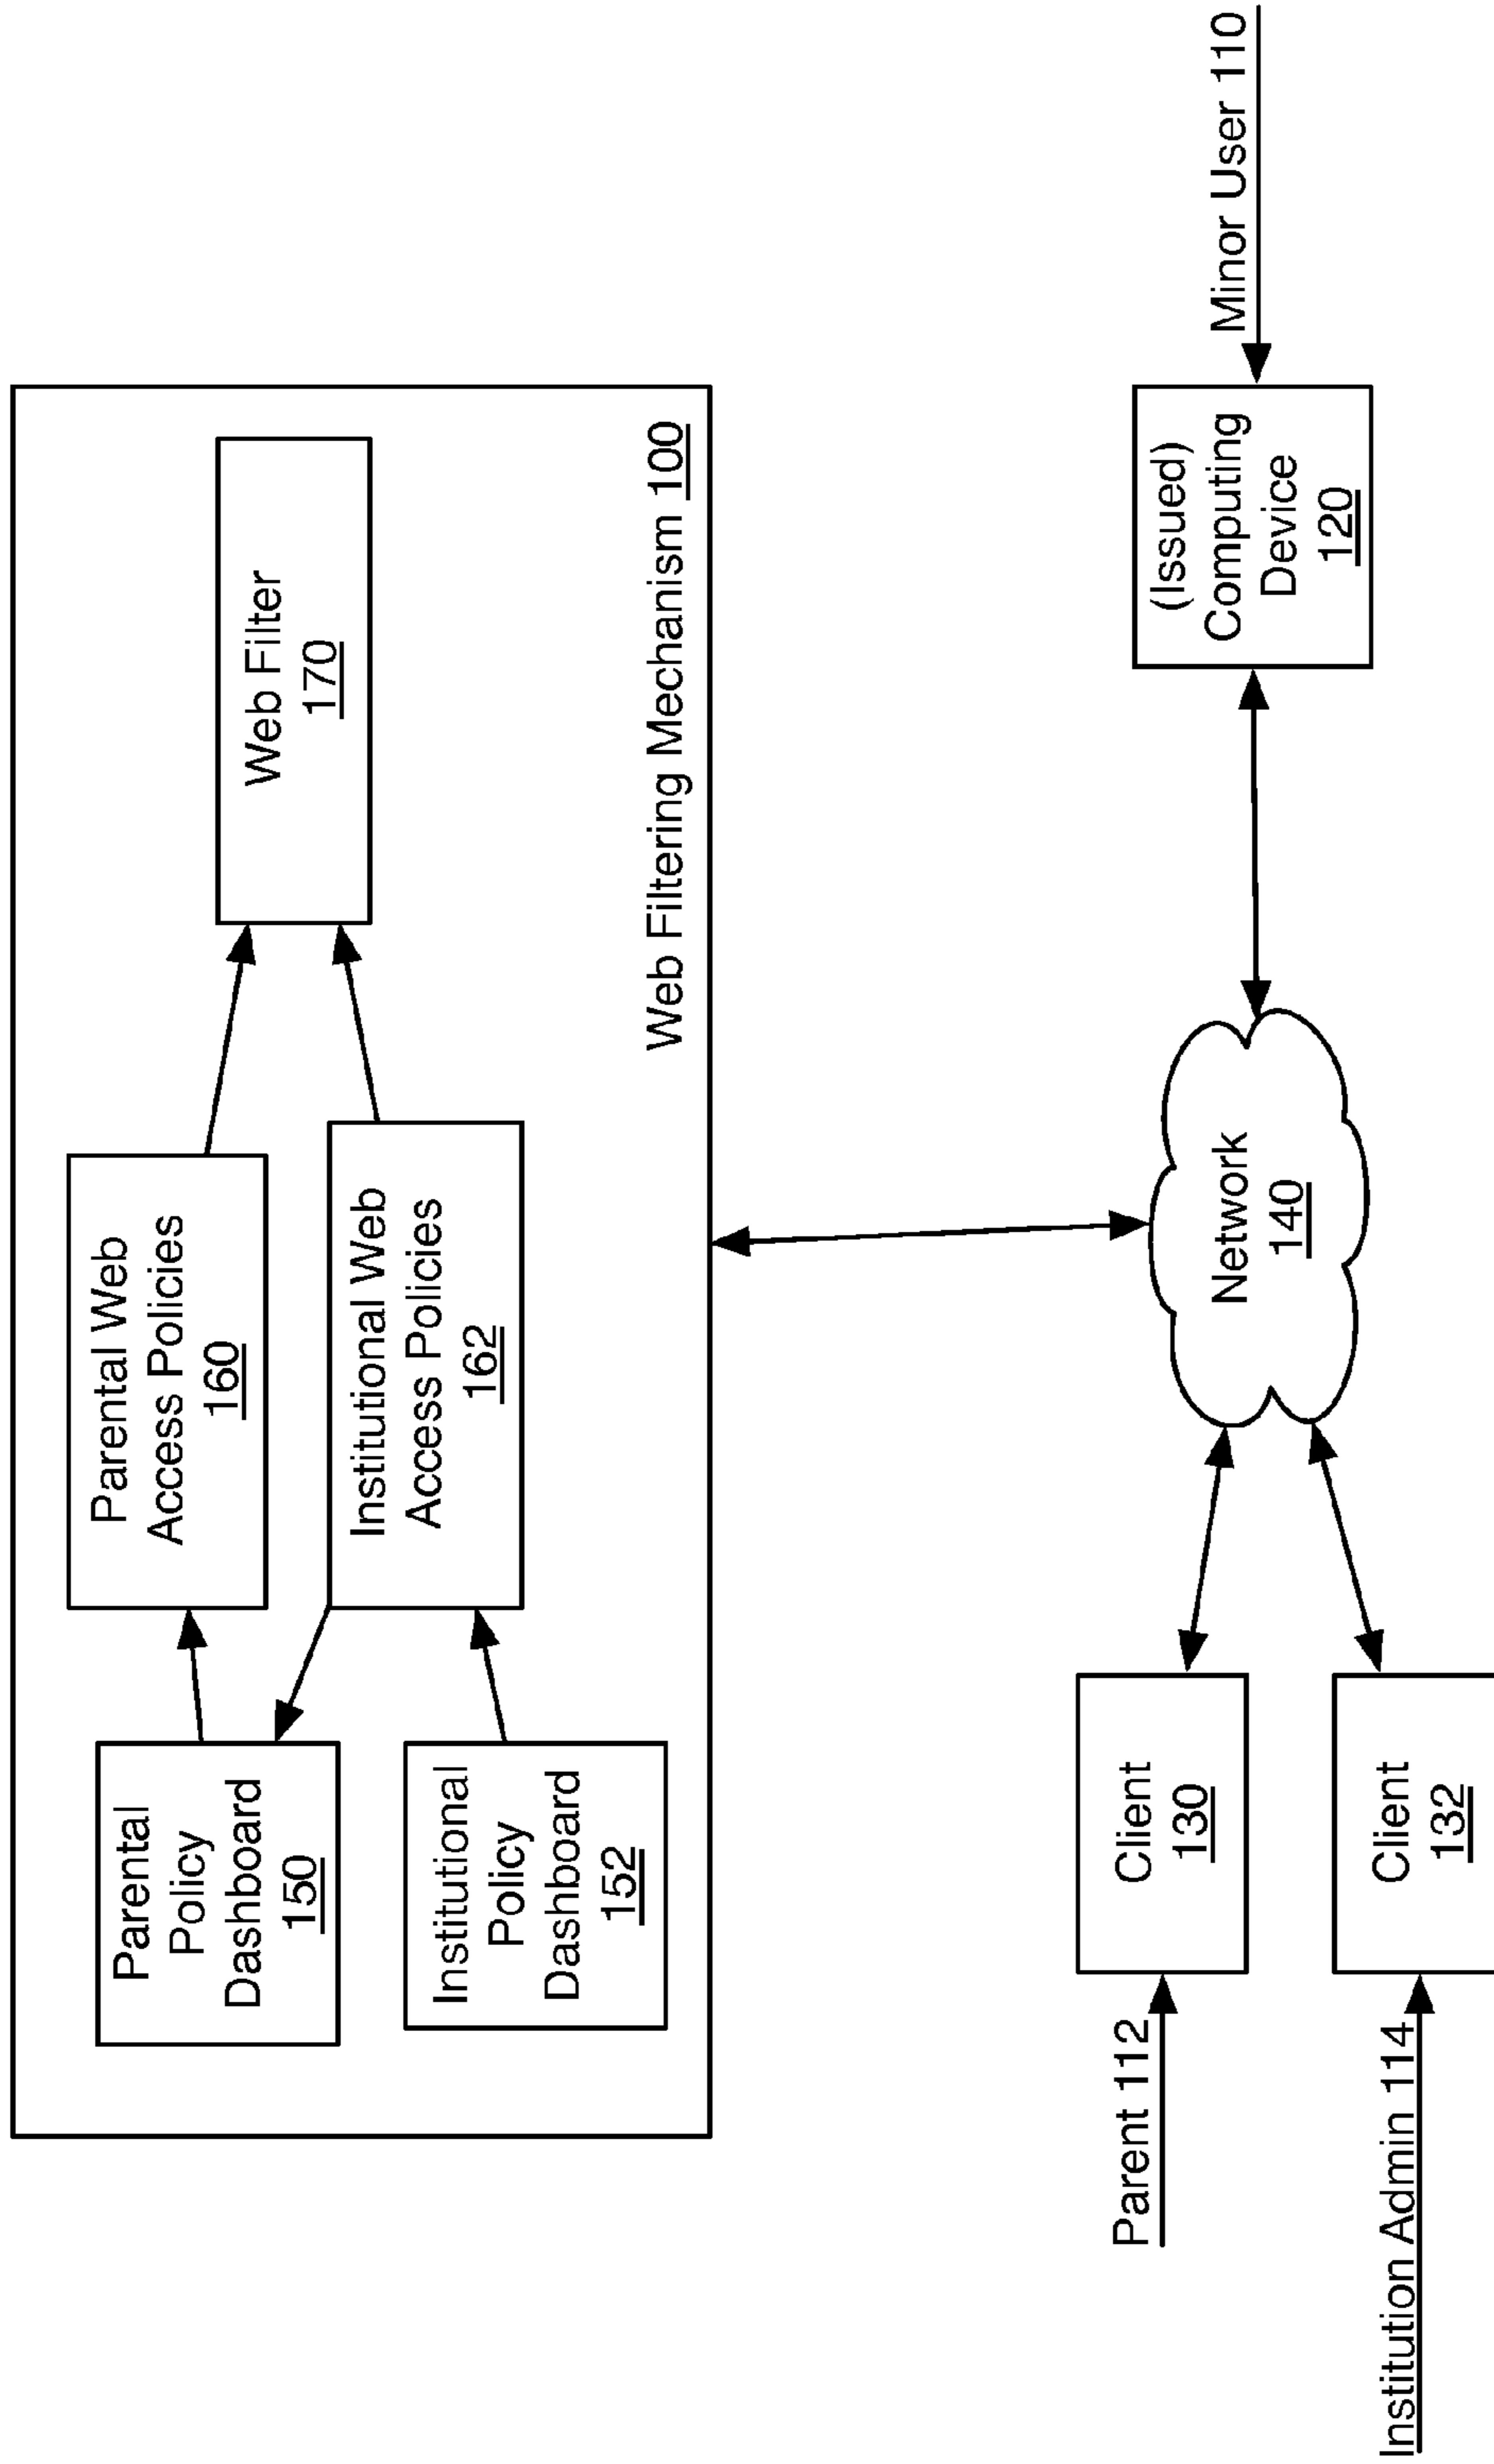 Parental
Policy
Dashboard
150
Parental Web
Access Policies
160
Web Filter
170
Institutional Web
Access Policies
162
Institutional
Policy
Dashboard
152
Web Filtering Mechanism 100
Parent 112
Client
130
Network
140
(Issued)
Computing
Device
120
Minor User 110
Institution Admin 114
Client
132